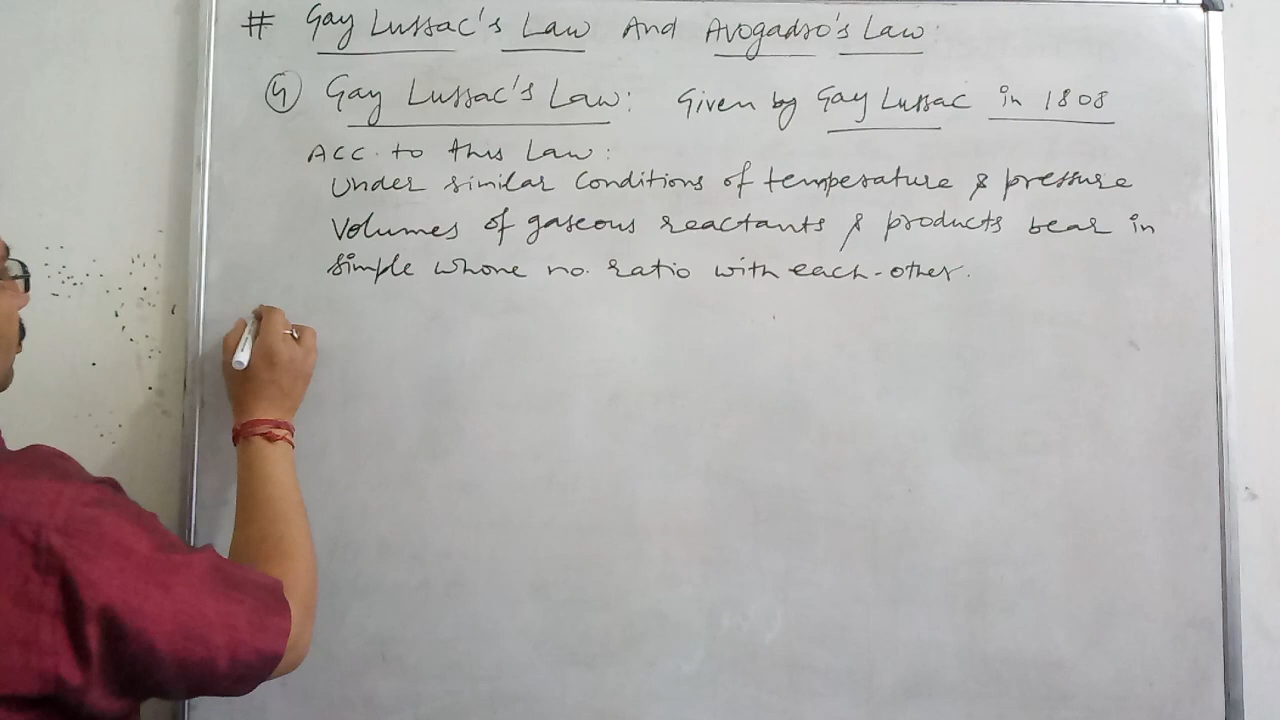 # Gay Lussac's Law And Avogadro's Law:
④ Gay Lussac's Law: Given by Gay Lussac in 1808
Acc. to this Law:
Under similar conditions of temperature & pressure
Volumes of gaseous reactants & products bear in
simple whone no. ratio with each-other.